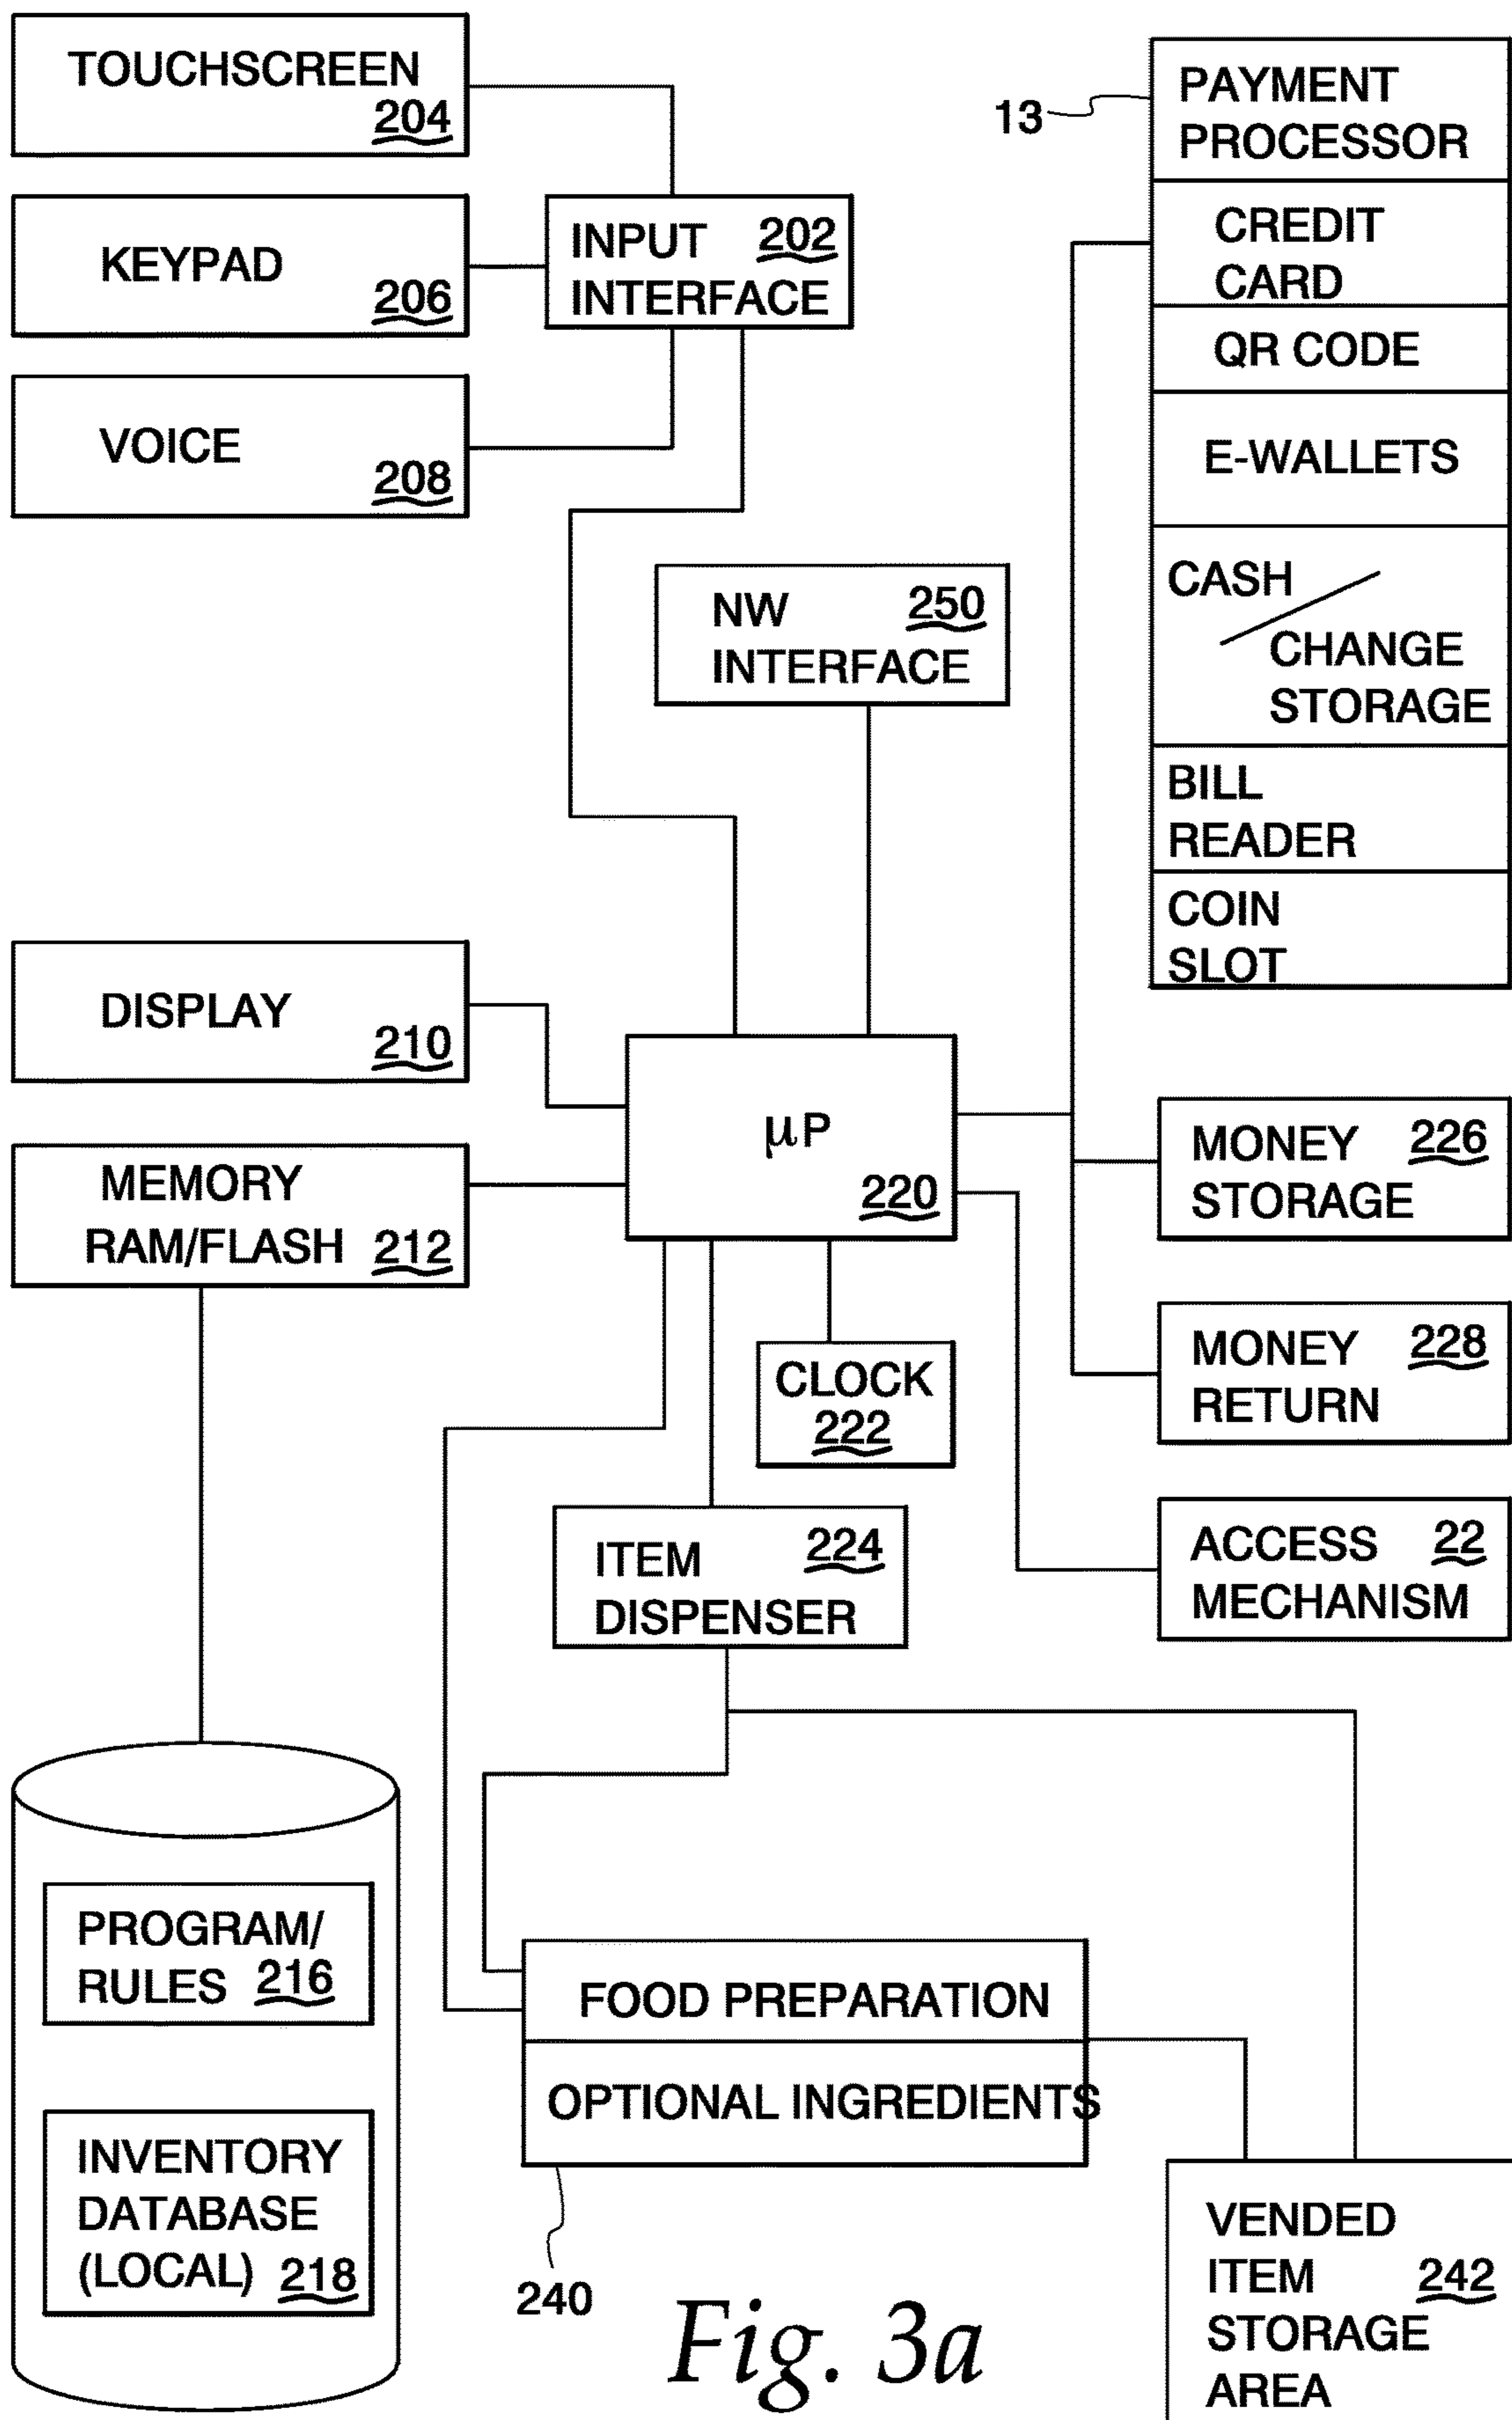 TOUCHSCREEN
204
KEYPAD
206
VOICE
208
INPUT 202
INTERFACE
13
PAYMENT
PROCESSOR
CREDIT
CARD
QR CODE
E-WALLETS
CASH
CHANGE
STORAGE
BILL
READER
COIN
SLOT
NW 250
INTERFACE
DISPLAY
210
MEMORY
RAM/FLASH 212
μP
220
MONEY 226
STORAGE
MONEY 228
RETURN
ACCESS 22
MECHANISM
CLOCK
222
ITEM 224
DISPENSER
PROGRAM/
RULES 216
INVENTORY
DATABASE
(LOCAL) 218
FOOD PREPARATION
OPTIONAL INGREDIENTS
240
VENDED
ITEM 242
STORAGE
AREA
Fig. 3a